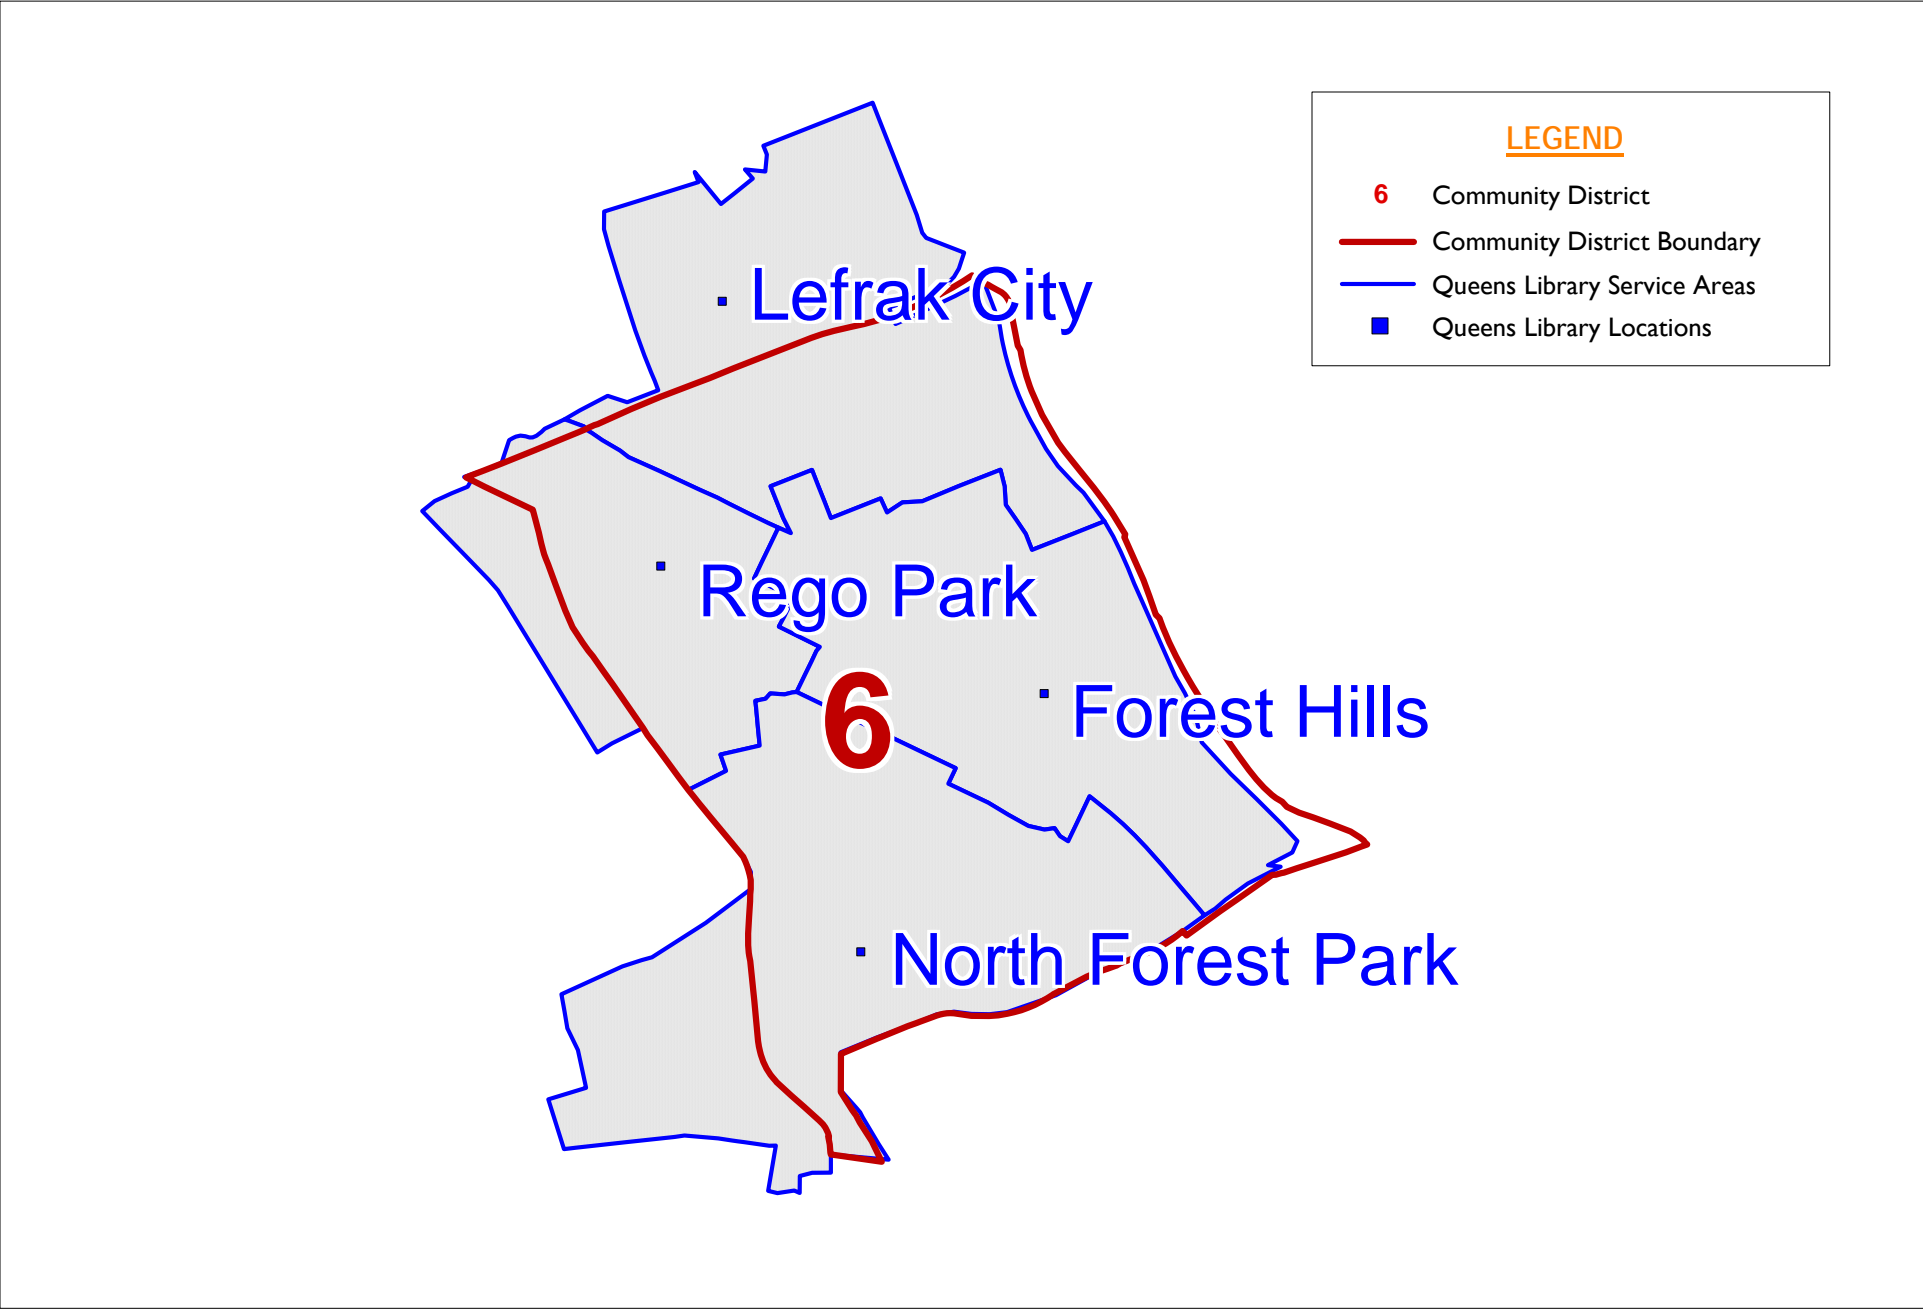 LEGEND
6 Community District
Community District Boundary
Queens Library Service Areas
Queens Library Locations
Lefrak City
Rego Park
6
Forest Hills
North Forest Park